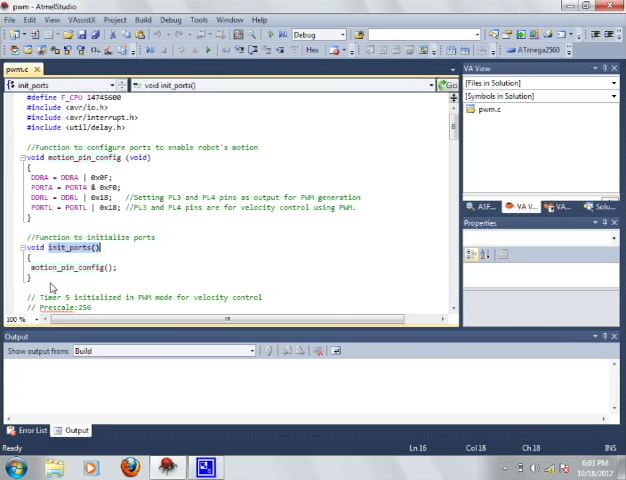 pwm - AtmelStudio
File Edit View VAssistX Project Build Debug Tools Window Help
Debug
Hex
ATmega2560
pwm.c
init_ports
void init_ports()
Go
#define F_CPU 14745600
#include <avr/io.h>
#include <avr/interrupt.h>
#include <util/delay.h>
//Function to configure ports to enable robot's motion
void motion_pin_config (void)
{
DDRA = DDRA | 0x0F;
PORTA = PORTA & 0xF0;
DDRL = DDRL | 0x18; //Setting PL3 and PL4 pins as output for PWM generation
PORTL = PORTL | 0x18; //PL3 and PL4 pins are for velocity control using PWM.
}
//Function to initialize ports
void init_ports()
{
motion_pin_config();
}
// Timer 5 initialized in PWM mode for velocity control
// Prescale:256
100 %
VA View
[Files in Solution]
[Symbols in Solution]
pwm.c
ASF...
VA V...
VA...
Solu...
Properties
Output
Show output from: Build
Error List
Output
Ready
Ln 16
Col 18
Ch 18
INS
6:03 PM
10/18/2012